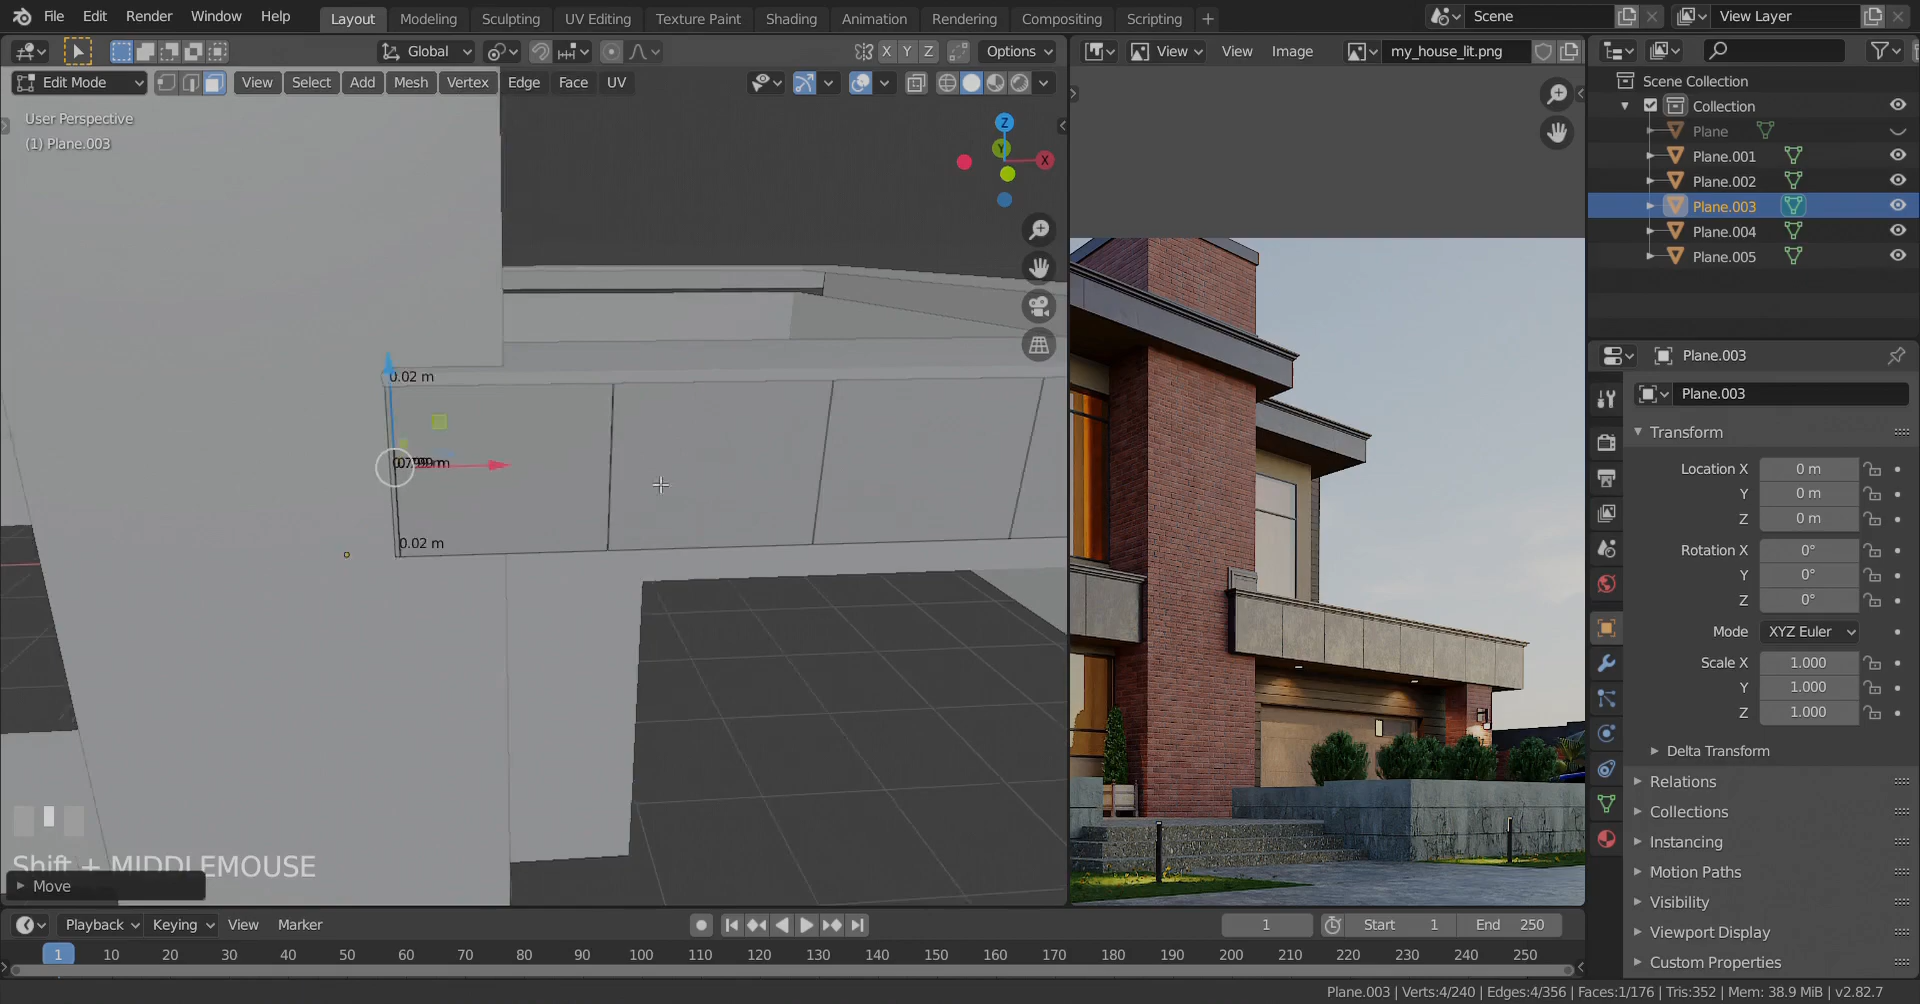 File Edit Render Window Help Layout Modeling Sculpting UV Editing Texture Paint Shading Animation Rendering Compositing Scripting + Scene View Layer
Global X Y Z Options View View Image my_house_lit.png
Edit Mode View Select Add Mesh Vertex Edge Face UV
User Perspective
(1) Plane.003
Z
Y
X
0.02 m
0.02 m
Shift + MIDDLEMOUSE
Move
Scene Collection
Collection
Plane
Plane.001
Plane.002
Plane.003
Plane.004
Plane.005
Plane.003
Plane.003
Transform
Location X 0 m
Y 0 m
Z 0 m
Rotation X 0°
Y 0°
Z 0°
Mode XYZ Euler
Scale X 1.000
Y 1.000
Z 1.000
Delta Transform
Relations
Collections
Instancing
Motion Paths
Visibility
Viewport Display
Custom Properties
Playback Keying View Marker 1 Start 1 End 250
1 10 20 30 40 50 60 70 80 90 100 110 120 130 140 150 160 170 180 190 200 210 220 230 240 250
Plane.003 | Verts:4/240 | Edges:4/356 | Faces:1/176 | Tris:352 | Mem: 38.9 MiB | v2.82.7